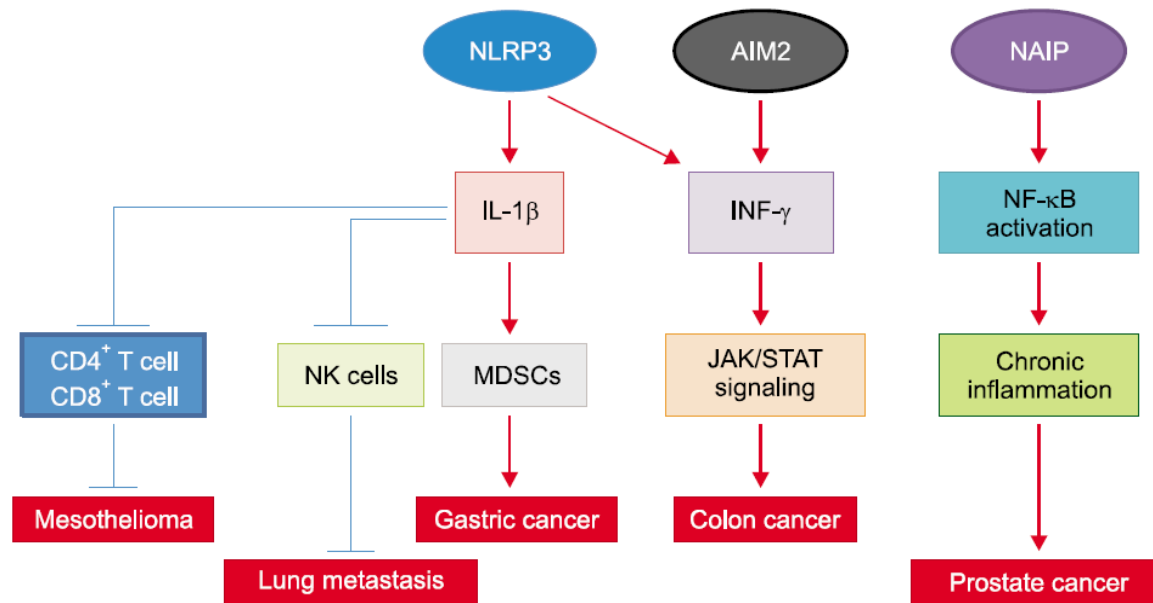 NLRP3
AIM2
NAIP
IL-1β
INF-γ
NF-κB
activation
CD4⁺ T cell
CD8⁺ T cell
NK cells
MDSCs
JAK/STAT
signaling
Chronic
inflammation
Mesothelioma
Gastric cancer
Colon cancer
Lung metastasis
Prostate cancer